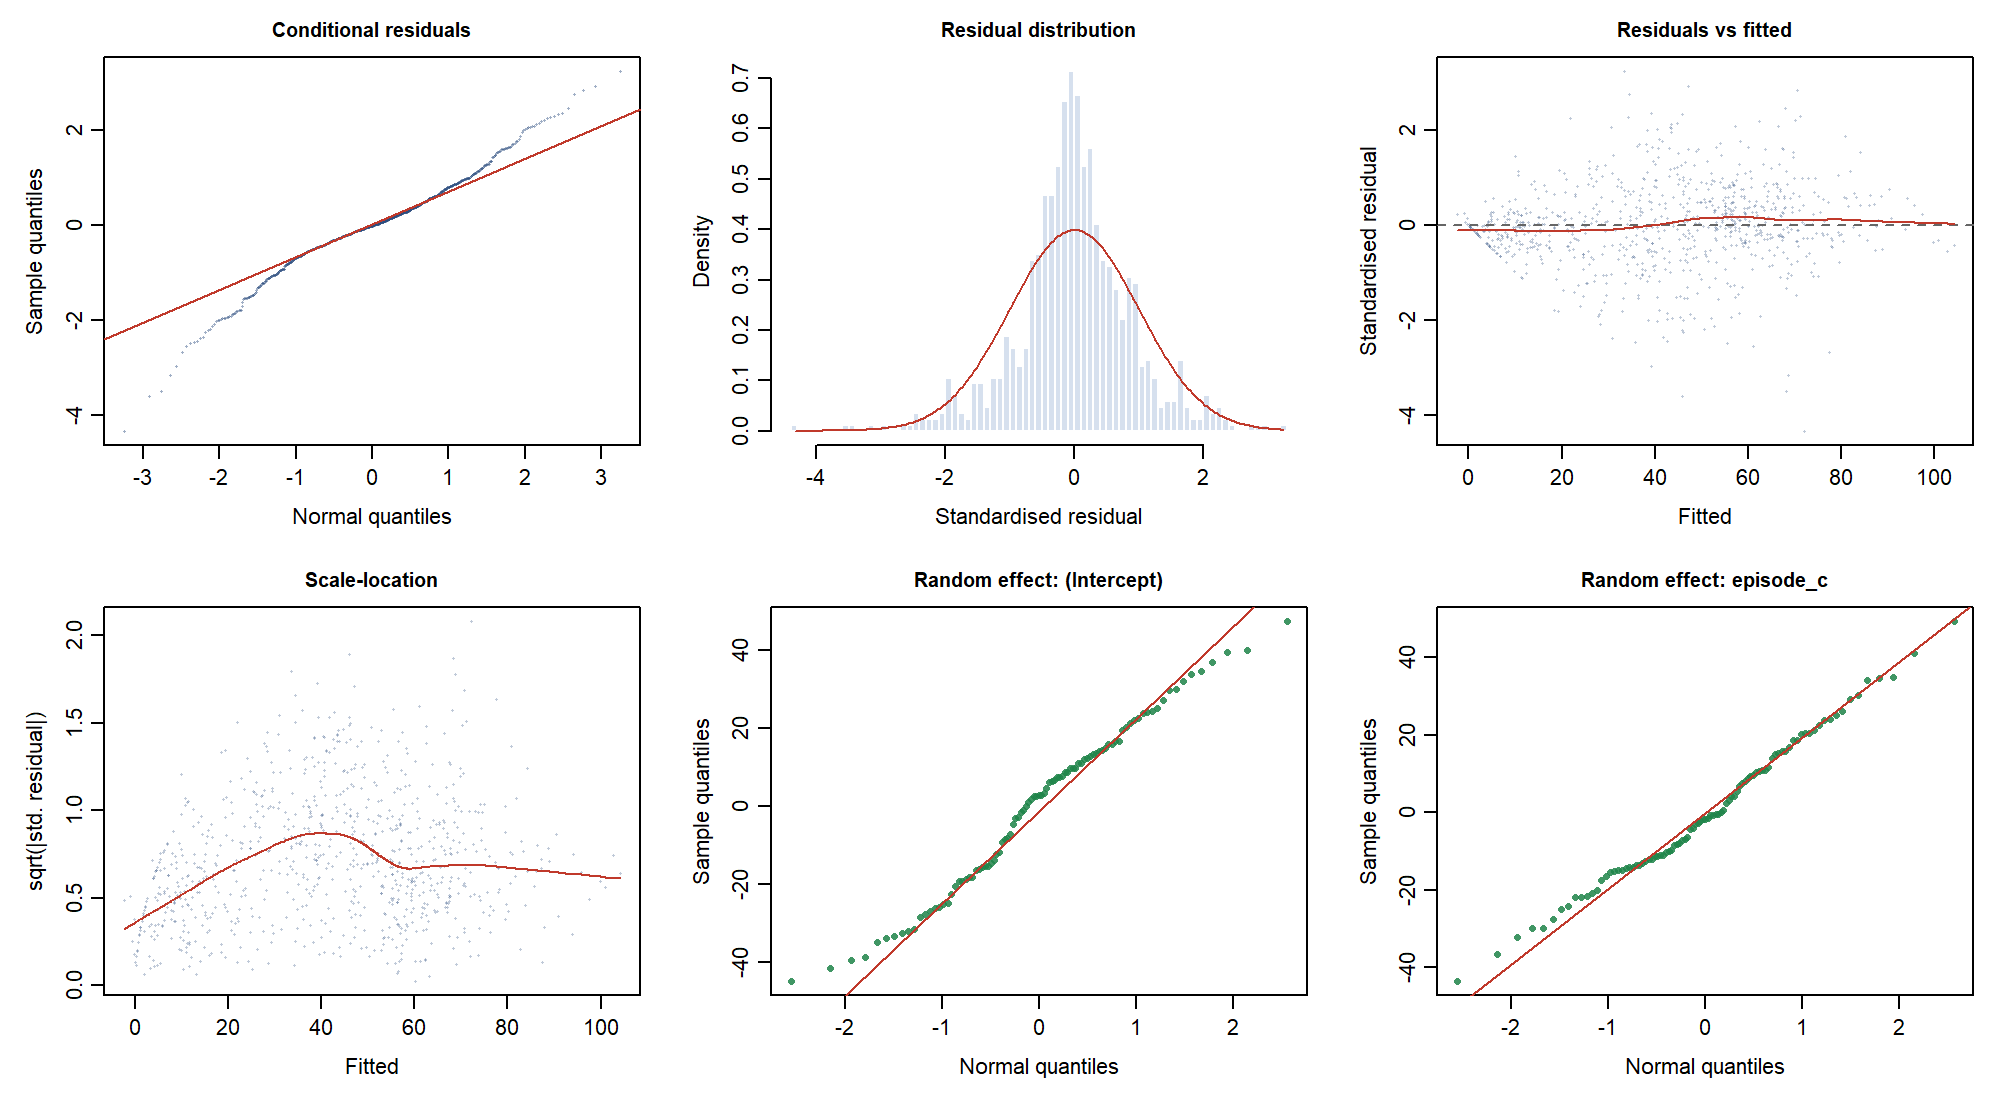 Conditional residuals
Sample quantiles
-4 -2 0 2
-3 -2 -1 0 1 2 3
Normal quantiles
Residual distribution
Density
0.0 0.1 0.2 0.3 0.4 0.5 0.6 0.7
-4 -2 0 2
Standardised residual
Residuals vs fitted
Standardised residual
-4 -2 0 2
0 20 40 60 80 100
Fitted
Scale-location
sqrt(|std. residual|)
0.0 0.5 1.0 1.5 2.0
0 20 40 60 80 100
Fitted
Random effect: (Intercept)
Sample quantiles
-40 -20 0 20 40
-2 -1 0 1 2
Normal quantiles
Random effect: episode_c
Sample quantiles
-40 -20 0 20 40
-2 -1 0 1 2
Normal quantiles